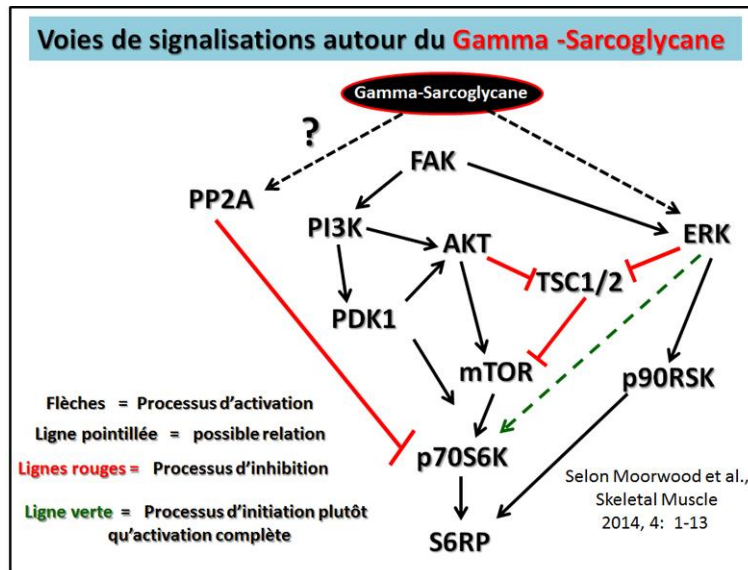 Voies de signalisations autour du Gamma -Sarcoglycane
Gamma-Sarcoglycane
?
FAK
PP2A
PI3K
AKT
ERK
TSC1/2
PDK1
mTOR
p90RSK
Flèches = Processus d'activation
Ligne pointillée = possible relation
Lignes rouges = Processus d'inhibition
Ligne verte = Processus d'initiation plutôt
qu'activation complète
p70S6K
S6RP
Selon Moorwood et al.,
Skeletal Muscle
2014, 4: 1-13